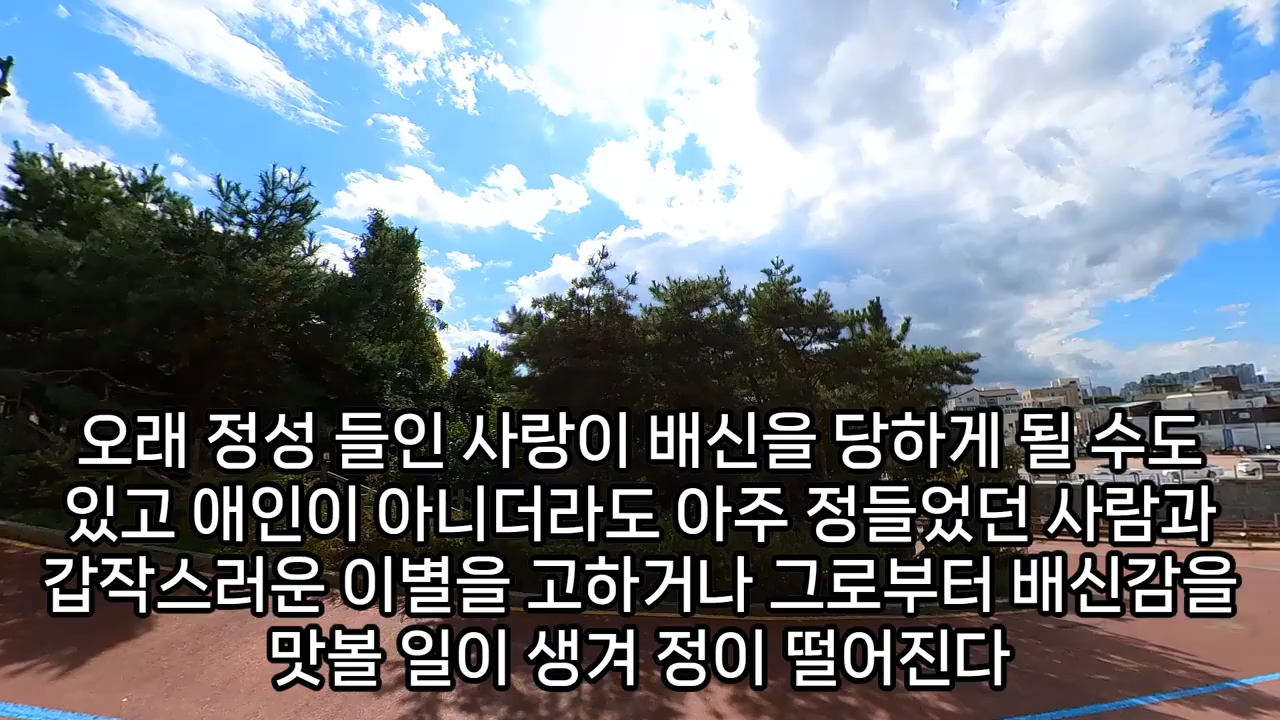 오래 정성 들인 사랑이 배신을 당하게 될 수도
있고 애인이 아니더라도 아주 정들었던 사람과
갑작스러운 이별을 고하거나 그로부터 배신감을
맛볼 일이 생겨 정이 떨어진다